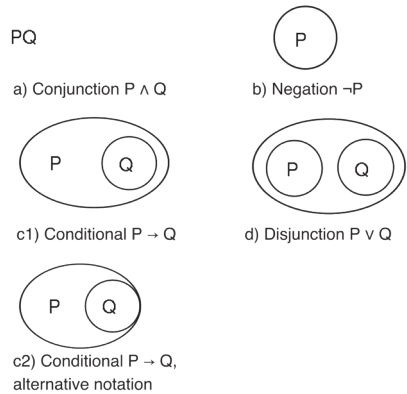 PQ
P
a) Conjunction P ∧ Q
b) Negation ¬P
P Q
P Q
c1) Conditional P → Q
d) Disjunction P ∨ Q
P Q
c2) Conditional P → Q,
alternative notation